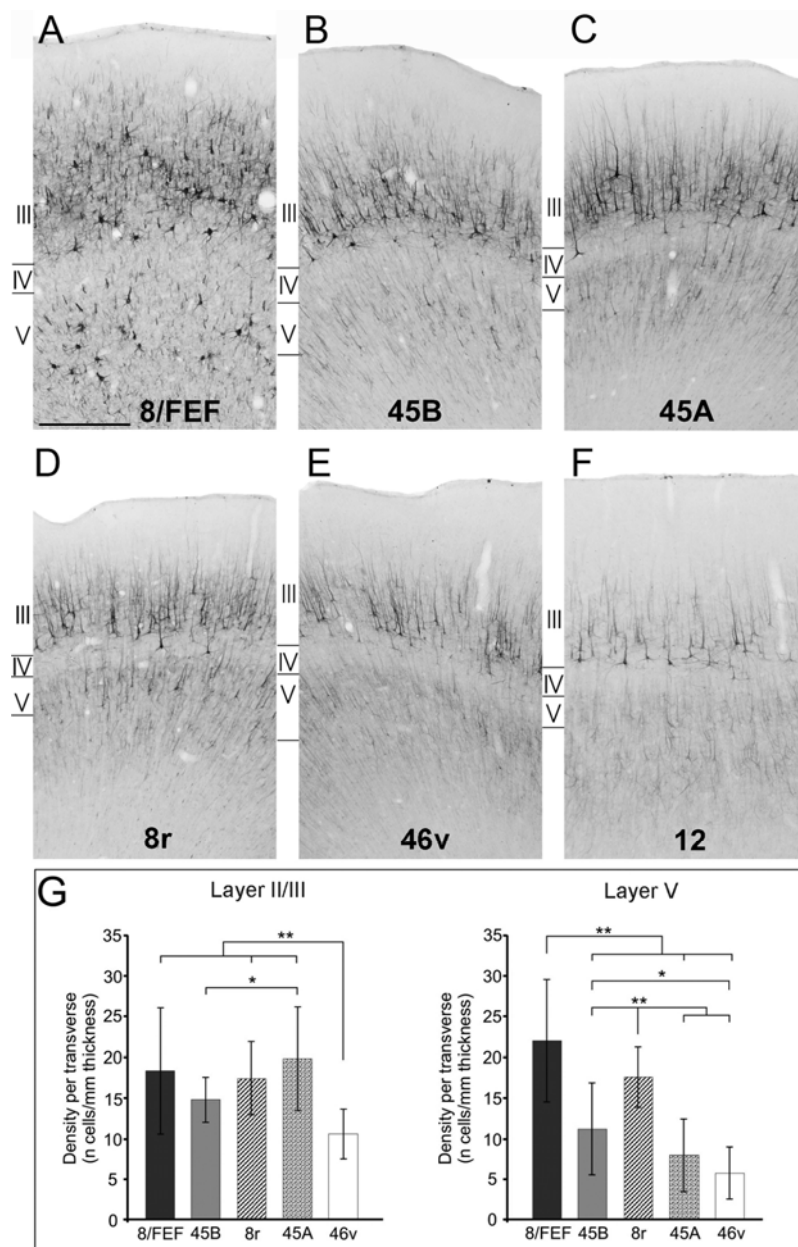 A
B
C
III
IV
V
III
IV
V
III
IV
V
8/FEF
45B
45A
D
E
F
III
IV
V
III
IV
V
III
IV
V
8r
46v
12
G
Layer II/III
Density per transverse
(n cells/mm thickness)
35
30
25
20
15
10
5
0
**
*
8/FEF 45B 8r 45A 46v
Layer V
Density per transverse
(n cells/mm thickness)
35
30
25
20
15
10
5
0
**
*
**
8/FEF 45B 8r 45A 46v